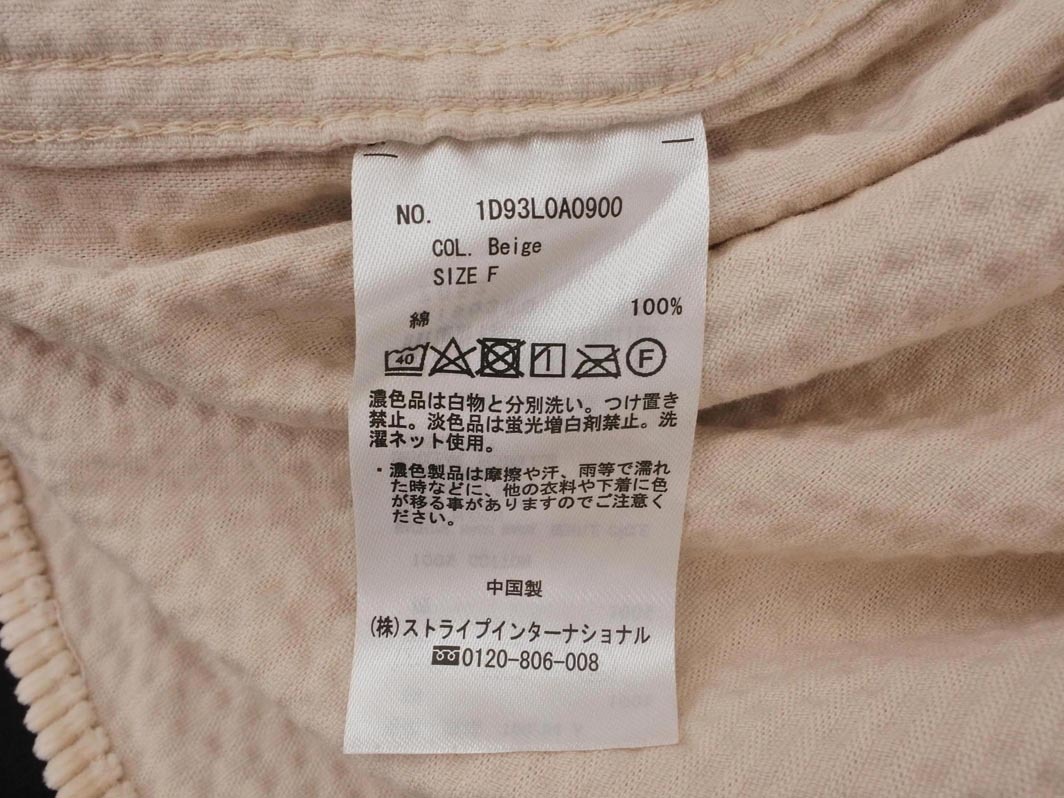 NO. 1D93L0A0900
COL. Beige
SIZE F
綿 100%
40 F
濃色品は白物と分別洗い。つけ置き
禁止。淡色品は蛍光増白剤禁止。洗
濯ネット使用。
・濃色製品は摩擦や汗、雨等で濡れ
た時などに、他の衣料や下着に色
が移る事がありますのでご注意く
ださい。
中国製
(株)ストライプインターナショナル
0120-806-008